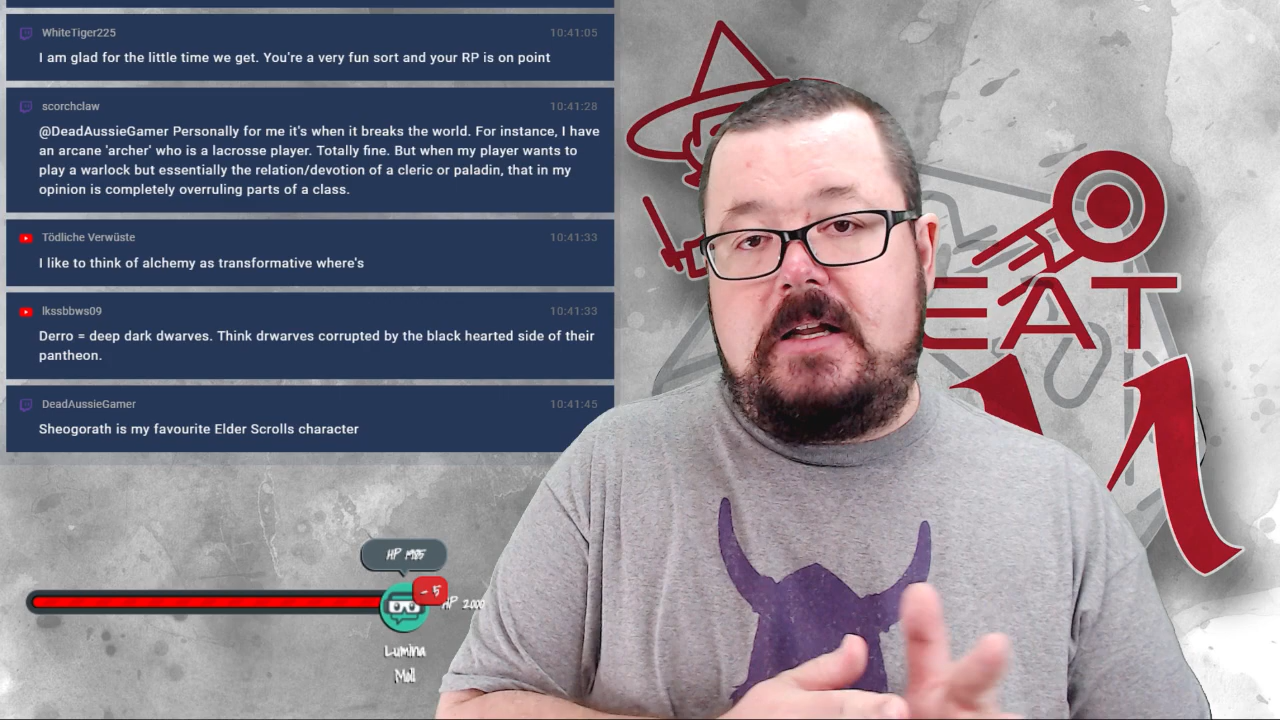 WhiteTiger225 10:41:05
I am glad for the little time we get. You're a very fun sort and your RP is on point
scorchclaw 10:41:28
@DeadAussieGamer Personally for me it's when it breaks the world. For instance, I have
an arcane 'archer' who is a lacrosse player. Totally fine. But when my player wants to
play a warlock but essentially the relation/devotion of a cleric or paladin, that in my
opinion is completely overruling parts of a class.
Tödliche Verwüste 10:41:33
I like to think of alchemy as transformative where's
lkssbbws09 10:41:33
Derro = deep dark dwarves. Think drwarves corrupted by the black hearted side of their
pantheon.
DeadAussieGamer 10:41:45
Sheogorath is my favourite Elder Scrolls character
EAT
HP
- 5
HP 2000
Lumina